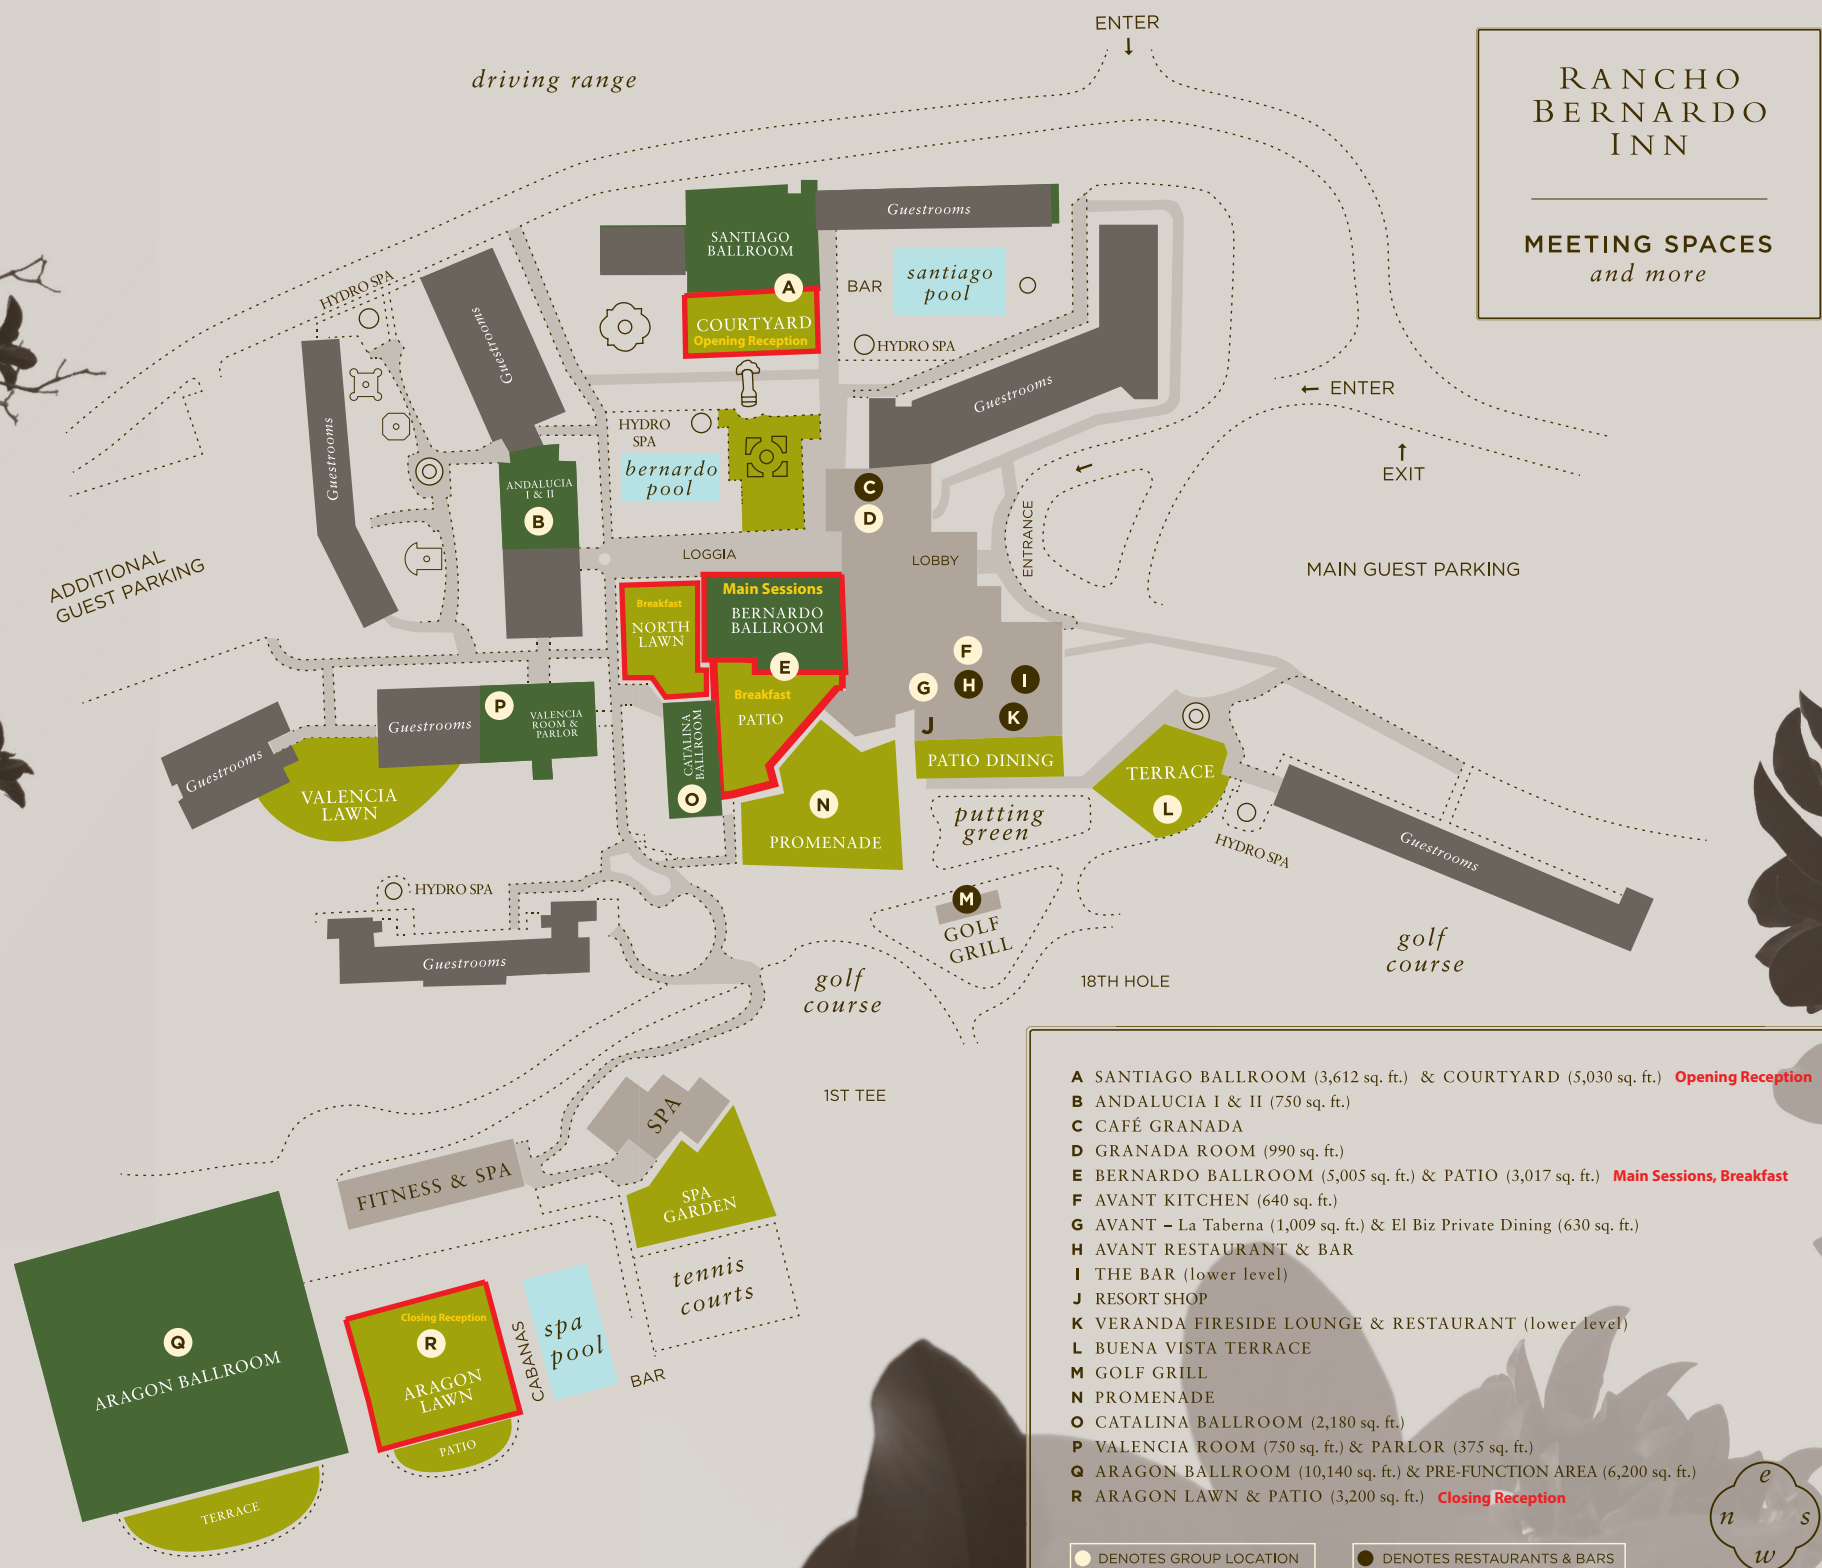 ENTER
driving range
RANCHO
BERNARDO
INN
MEETING SPACES
and more
Guestrooms
SANTIAGO
BALLROOM
A
COURTYARD
Opening Reception
BAR
santiago
pool
HYDRO SPA
HYDRO SPA
Guestrooms
Guestrooms
Guestrooms
← ENTER
EXIT
HYDRO
SPA
bernardo
pool
ANDALUCIA
I & II
B
C
D
LOGGIA
LOBBY
ENTRANCE
MAIN GUEST PARKING
ADDITIONAL
GUEST PARKING
Breakfast
NORTH
LAWN
Main Sessions
BERNARDO
BALLROOM
E
Breakfast
PATIO
F
G
H
I
J
K
PATIO DINING
Guestrooms
Guestrooms
P
VALENCIA
ROOM &
PARLOR
VALENCIA
LAWN
CATALINA
BALLROOM
O
N
PROMENADE
putting
green
TERRACE
L
HYDRO SPA
Guestrooms
M
GOLF
GRILL
golf
course
HYDRO SPA
Guestrooms
golf
course
18TH HOLE
1ST TEE
SPA
FITNESS & SPA
SPA
GARDEN
tennis
courts
Q
ARAGON BALLROOM
TERRACE
Closing Reception
R
ARAGON
LAWN
PATIO
CABANAS
spa
pool
BAR
A SANTIAGO BALLROOM (3,612 sq. ft.) & COURTYARD (5,030 sq. ft.) Opening Reception
B ANDALUCIA I & II (750 sq. ft.)
C CAFÉ GRANADA
D GRANADA ROOM (990 sq. ft.)
E BERNARDO BALLROOM (5,005 sq. ft.) & PATIO (3,017 sq. ft.) Main Sessions, Breakfast
F AVANT KITCHEN (640 sq. ft.)
G AVANT – La Taberna (1,009 sq. ft.) & El Biz Private Dining (630 sq. ft.)
H AVANT RESTAURANT & BAR
I THE BAR (lower level)
J RESORT SHOP
K VERANDA FIRESIDE LOUNGE & RESTAURANT (lower level)
L BUENA VISTA TERRACE
M GOLF GRILL
N PROMENADE
O CATALINA BALLROOM (2,180 sq. ft.)
P VALENCIA ROOM (750 sq. ft.) & PARLOR (375 sq. ft.)
Q ARAGON BALLROOM (10,140 sq. ft.) & PRE-FUNCTION AREA (6,200 sq. ft.)
R ARAGON LAWN & PATIO (3,200 sq. ft.) Closing Reception
DENOTES GROUP LOCATION
DENOTES RESTAURANTS & BARS
e
n s
w